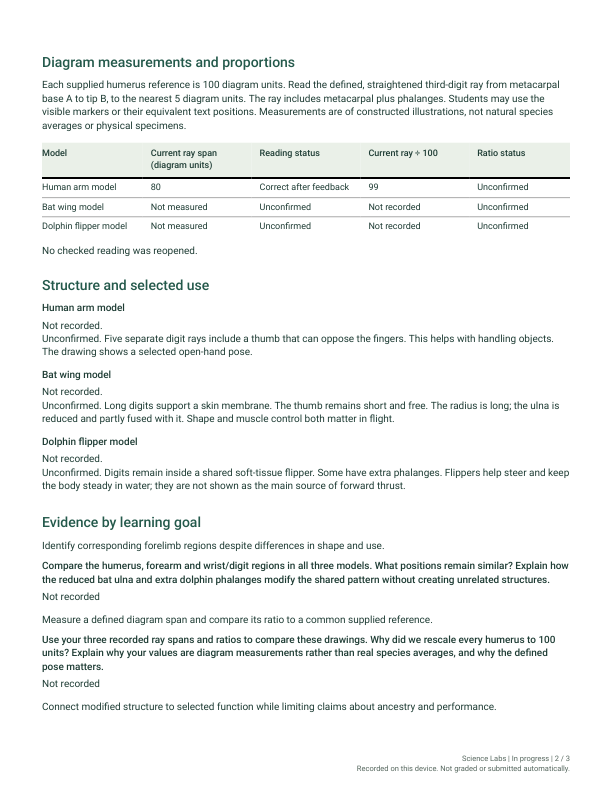 Diagram measurements and proportions
Each supplied humerus reference is 100 diagram units. Read the defined, straightened third-digit ray from metacarpal
base A to tip B, to the nearest 5 diagram units. The ray includes metacarpal plus phalanges. Students may use the
visible markers or their equivalent text positions. Measurements are of constructed illustrations, not natural species
averages or physical specimens.
Model Current ray span (diagram units) Reading status Current ray ÷ 100 Ratio status
Human arm model 80 Correct after feedback 99 Unconfirmed
Bat wing model Not measured Unconfirmed Not recorded Unconfirmed
Dolphin flipper model Not measured Unconfirmed Not recorded Unconfirmed
No checked reading was reopened.
Structure and selected use
Human arm model
Not recorded.
Unconfirmed. Five separate digit rays include a thumb that can oppose the fingers. This helps with handling objects.
The drawing shows a selected open-hand pose.
Bat wing model
Not recorded.
Unconfirmed. Long digits support a skin membrane. The thumb remains short and free. The radius is long; the ulna is
reduced and partly fused with it. Shape and muscle control both matter in flight.
Dolphin flipper model
Not recorded.
Unconfirmed. Digits remain inside a shared soft-tissue flipper. Some have extra phalanges. Flippers help steer and keep
the body steady in water; they are not shown as the main source of forward thrust.
Evidence by learning goal
Identify corresponding forelimb regions despite differences in shape and use.
Compare the humerus, forearm and wrist/digit regions in all three models. What positions remain similar? Explain how
the reduced bat ulna and extra dolphin phalanges modify the shared pattern without creating unrelated structures.
Not recorded
Measure a defined diagram span and compare its ratio to a common supplied reference.
Use your three recorded ray spans and ratios to compare these drawings. Why did we rescale every humerus to 100
units? Explain why your values are diagram measurements rather than real species averages, and why the defined
pose matters.
Not recorded
Connect modified structure to selected function while limiting claims about ancestry and performance.
Science Labs | In progress | 2 / 3
Recorded on this device. Not graded or submitted automatically.